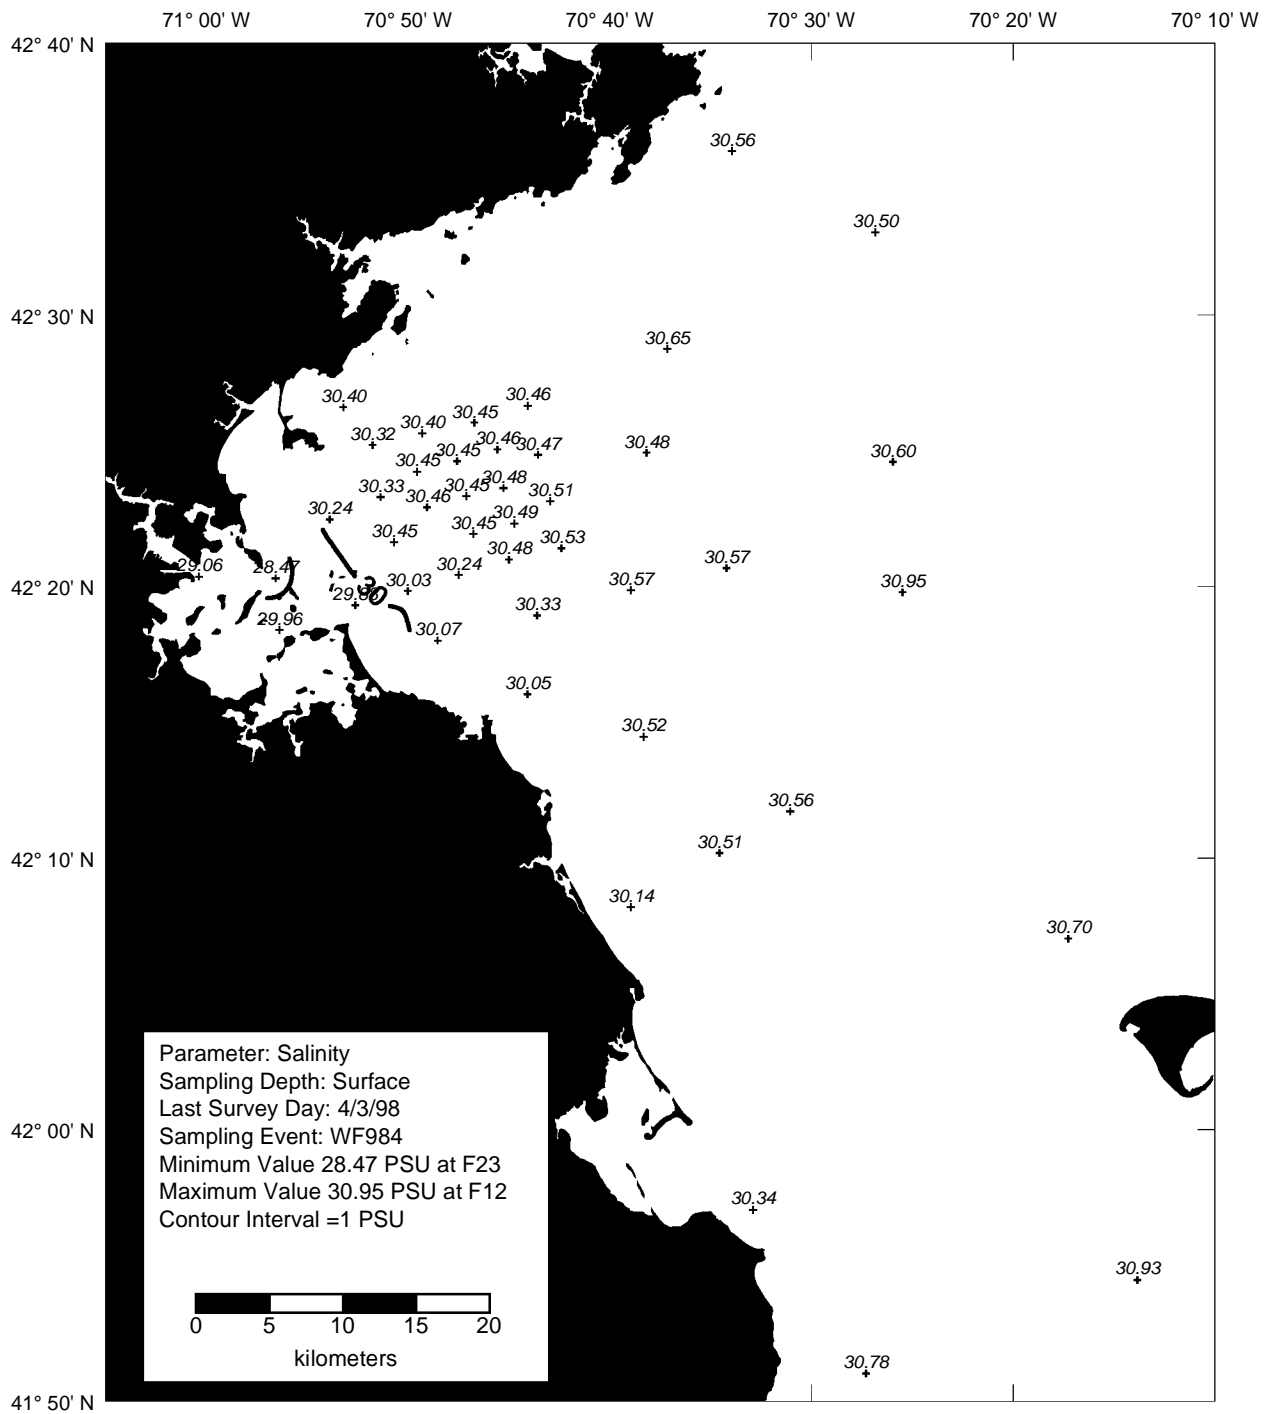 71° 00' W 70° 50' W 70° 40' W 70° 30' W 70° 20' W 70° 10' W
42° 40' N
30.56
30.50
42° 30' N
30.65
30.40
30.46
30.45
30.40
30.32
30.46
30.47
30.45
30.48
30.60
30.45
30.48
30.33
30.45
30.51
30.46
30.24
30.49
30.45
30.45
30.53
30.48
30.57
29.06
28.47
30.24
30.03
30.57
30.95
42° 20' N
29.88
30
30.33
29.96
30.07
30.05
30.52
30.56
30.51
42° 10' N
30.14
30.70
42° 00' N
Parameter: Salinity
Sampling Depth: Surface
Last Survey Day: 4/3/98
Sampling Event: WF984
Minimum Value 28.47 PSU at F23
Maximum Value 30.95 PSU at F12
Contour Interval =1 PSU
0 5 10 15 20
kilometers
30.34
30.93
30.78
41° 50' N